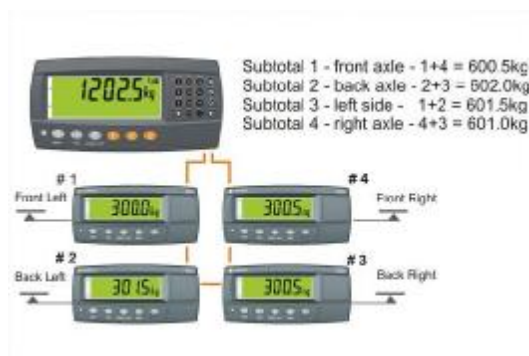 1202.5kg
Subtotal 1 - front axle - 1+4 = 600.5kg
Subtotal 2 - back axle - 2+3 = 602.0kg
Subtotal 3 - left side - 1+2 = 601.5kg
Subtotal 4 - right axle - 4+3 = 601.0kg
# 1
# 4
Front Left
300.0kg
300.5kg
Front Right
# 2
# 3
Back Left
301.5kg
300.5kg
Back Right